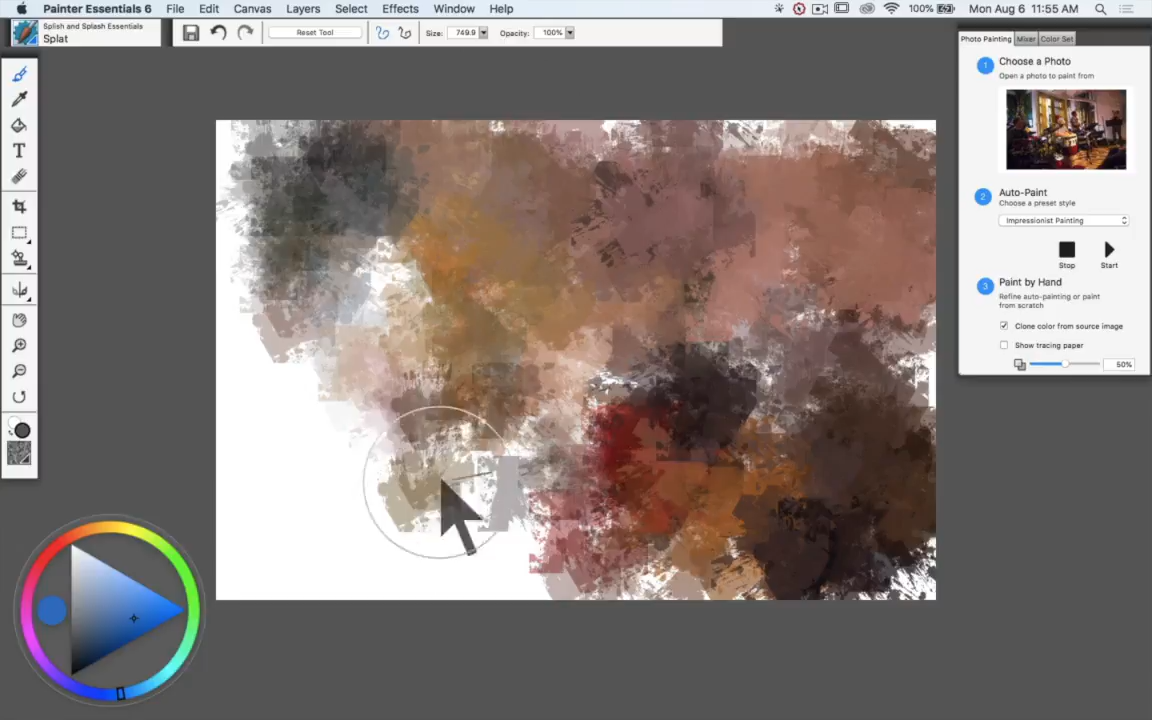 Painter Essentials 6 File Edit Canvas Layers Select Effects Window Help 100% Mon Aug 6 11:55 AM
Splish and Splash Essentials
Splat
Reset Tool Size: 749.9 Opacity: 100%
Photo Painting Mixer Color Set
1 Choose a Photo
Open a photo to paint from
2 Auto-Paint
Choose a preset style
Impressionist Painting
Stop Start
3 Paint by Hand
Refine auto-painting or paint
from scratch
Clone color from source image
Show tracing paper
50%
T